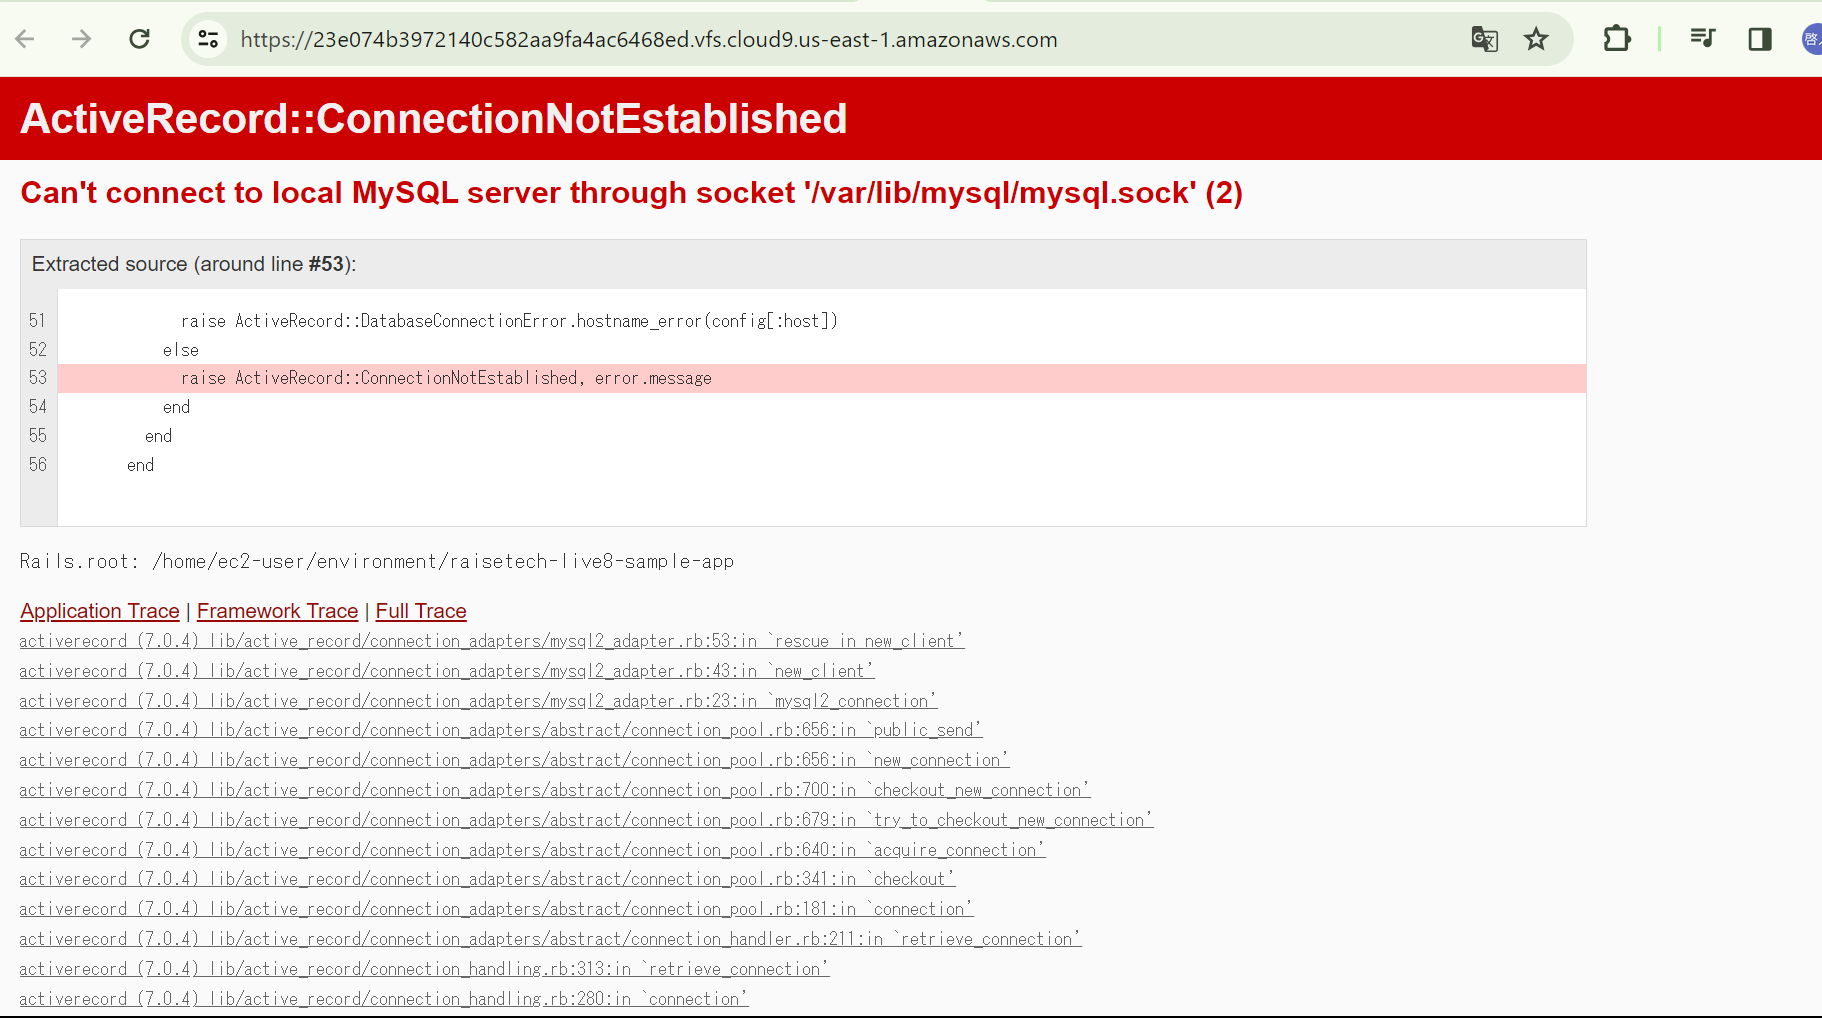 https://23e074b3972140c582aa9fa4ac6468ed.vfs.cloud9.us-east-1.amazonaws.com
ActiveRecord::ConnectionNotEstablished
Can't connect to local MySQL server through socket '/var/lib/mysql/mysql.sock' (2)
Extracted source (around line #53):
51 raise ActiveRecord::DatabaseConnectionError.hostname_error(config[:host])
52 else
53 raise ActiveRecord::ConnectionNotEstablished, error.message
54 end
55 end
56 end
Rails.root: /home/ec2-user/environment/raisetech-live8-sample-app
Application Trace | Framework Trace | Full Trace
activerecord (7.0.4) lib/active_record/connection_adapters/mysql2_adapter.rb:53:in `rescue in new_client'
activerecord (7.0.4) lib/active_record/connection_adapters/mysql2_adapter.rb:43:in `new_client'
activerecord (7.0.4) lib/active_record/connection_adapters/mysql2_adapter.rb:23:in `mysql2_connection'
activerecord (7.0.4) lib/active_record/connection_adapters/abstract/connection_pool.rb:656:in `public_send'
activerecord (7.0.4) lib/active_record/connection_adapters/abstract/connection_pool.rb:656:in `new_connection'
activerecord (7.0.4) lib/active_record/connection_adapters/abstract/connection_pool.rb:700:in `checkout_new_connection'
activerecord (7.0.4) lib/active_record/connection_adapters/abstract/connection_pool.rb:679:in `try_to_checkout_new_connection'
activerecord (7.0.4) lib/active_record/connection_adapters/abstract/connection_pool.rb:640:in `acquire_connection'
activerecord (7.0.4) lib/active_record/connection_adapters/abstract/connection_pool.rb:341:in `checkout'
activerecord (7.0.4) lib/active_record/connection_adapters/abstract/connection_pool.rb:181:in `connection'
activerecord (7.0.4) lib/active_record/connection_adapters/abstract/connection_handler.rb:211:in `retrieve_connection'
activerecord (7.0.4) lib/active_record/connection_handling.rb:313:in `retrieve_connection'
activerecord (7.0.4) lib/active_record/connection_handling.rb:280:in `connection'